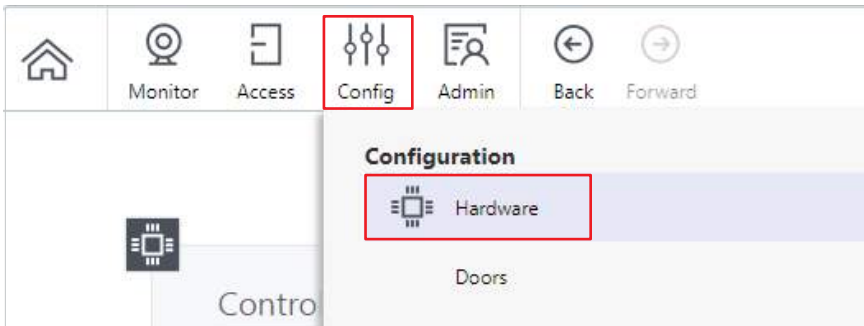 Monitor Access Config Admin Back Forward
Configuration
Hardware
Doors
Contro